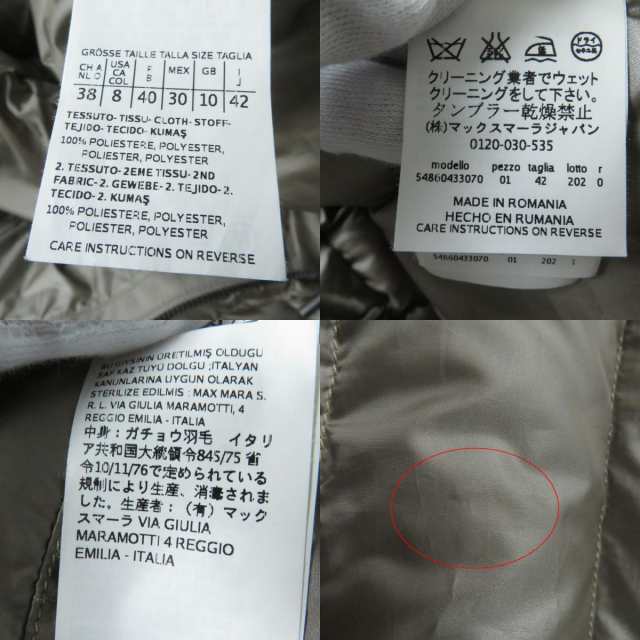 GRÖSSE TAILLE TALLA SIZE TAGLIA
CH A NL D
USA CA COL
F B
MEX
GB
I J
38 8 40 30 10 42
TESSUTO-TISSU-CLOTH-STOFF-
TEJIDO-TECIDO-KUMAŞ
100% POLIESTERE, POLYESTER,
POLIESTER, POLYESTER
2. TESSUTO-2EME TISSU-2ND
FABRIC-2. GEWEBE-2. TEJIDO-2.
TECIDO-2. KUMAŞ
100% POLIESTERE, POLYESTER,
POLIESTER, POLYESTER
CARE INSTRUCTIONS ON REVERSE
ドライ
クリーニング業者でウェット
クリーニングをして下さい。
タンブラー乾燥禁止
(株)マックスマーラジャパン
0120-030-535
modello pezzo taglia lotto r
54860433070 01 42 202 0
MADE IN ROMANIA
HECHO EN RUMANIA
CARE INSTRUCTIONS ON REVERSE
54860433070 01 202
ÜRETILMIŞ OLDUGU
SAF KAZ TÜYÜ DOLGU ;ITALYAN
KANUNLARINA UYGUN OLARAK
STERILIZE EDILMIS : MAX MARA S.
R. L. VIA GIULIA MARAMOTTI, 4
REGGIO EMILIA - ITALIA
中身：ガチョウ羽毛 イタリ
ア共和国大統領令845/75 省
令10/11/76で定められている
規制により生産、消毒されま
した。生産者：（有）マック
スマーラ VIA GIULIA
MARAMOTTI 4 REGGIO
EMILIA - ITALIA